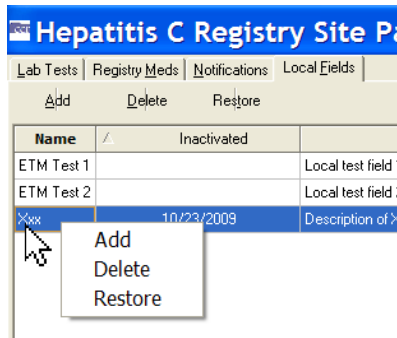 Hepatitis C Registry Site Pa
Lab Tests Registry Meds Notifications Local Fields
Add Delete Restore
Name Inactivated
ETM Test 1 Local test field
ETM Test 2 Local test field
Xxx 10/23/2009 Description of X
Add
Delete
Restore